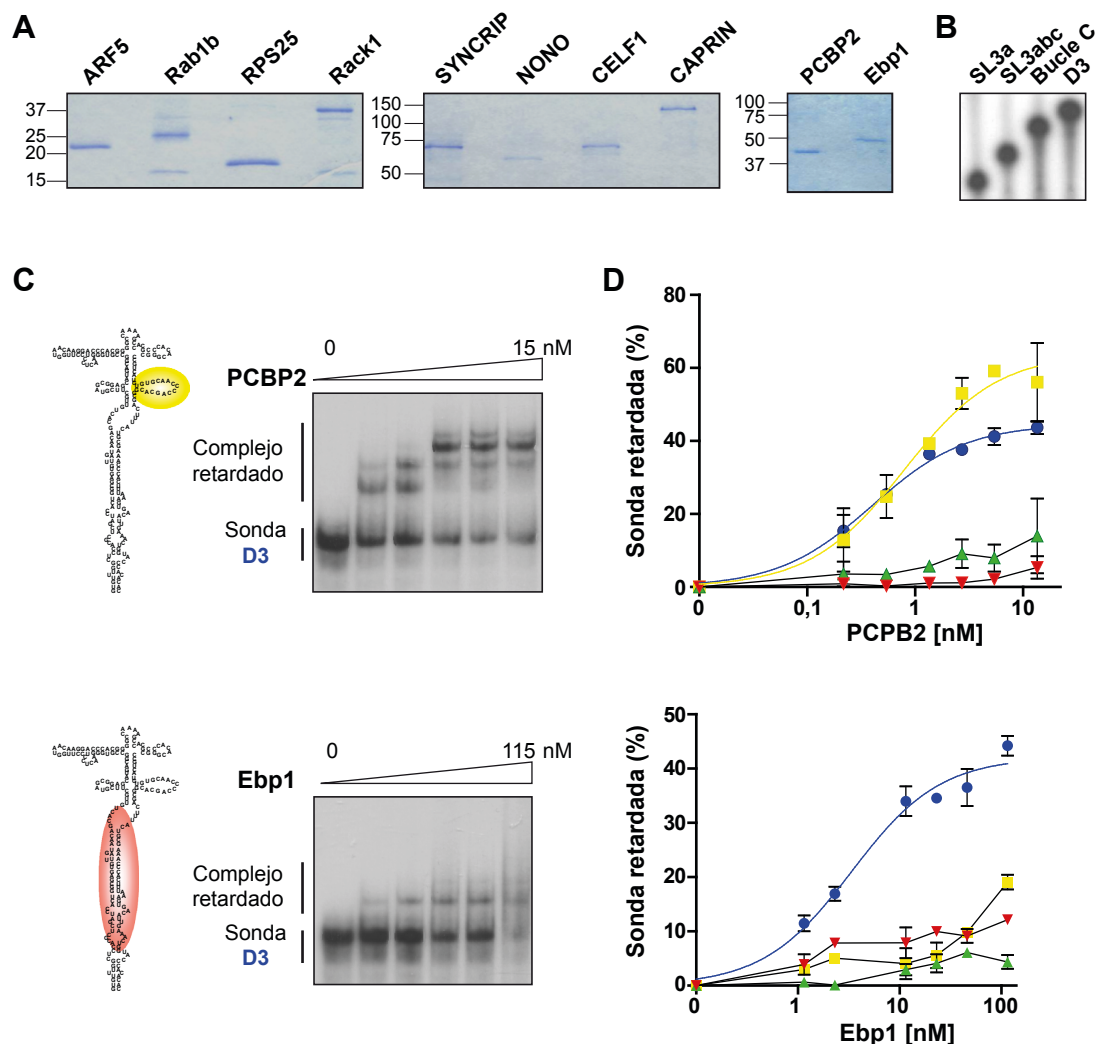 A
ARF5
Rab1b
RPS25
Rack1
37
25
20
15
SYNCRIP
NONO
CELF1
CAPRIN
150
100
75
50
PCBP2
Ebp1
100
75
50
37
B
SL3a
SL3abc
Bucle C
D3
C
0
15 nM
PCBP2
Complejo
retardado
Sonda
D3
D
80
60
40
20
0
Sonda retardada (%)
0
0,1
1
10
PCPB2 [nM]
0
115 nM
Ebp1
Complejo
retardado
Sonda
D3
50
40
30
20
10
0
Sonda retardada (%)
0
1
10
100
Ebp1 [nM]